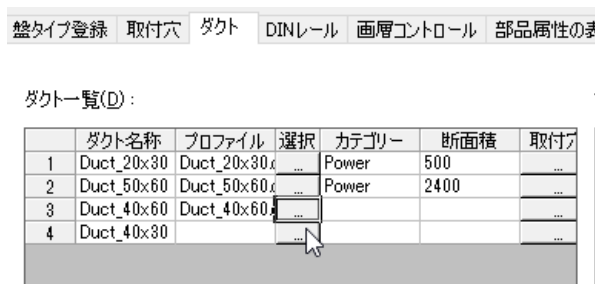 盤タイプ登録 取付穴 ダクト DINレール 画層コントロール 部品属性の
ダクト一覧(D)：
ダクト名称 プロファイル 選択 カテゴリー 断面積 取付
1 Duct_20x30 Duct_20x30. ... Power 500 ...
2 Duct_50x60 Duct_50x60. ... Power 2400 ...
3 Duct_40x60 Duct_40x60. ... ...
4 Duct_40x30 ... ...